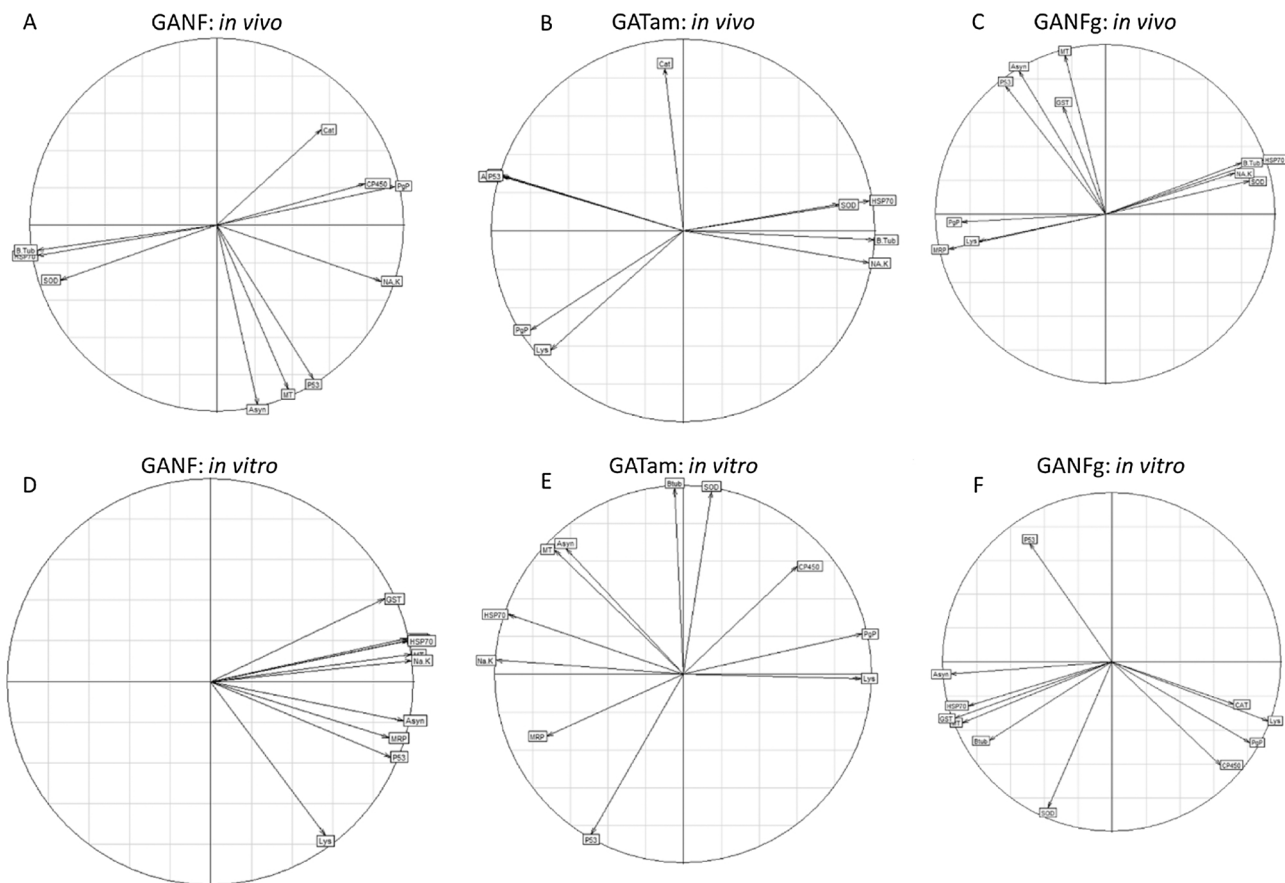 A
GANF: in vivo
B
GATam: in vivo
C
GANFg: in vivo
Cat
CP450
PgP
B.Tub
HSP70
SOD
NA.K
P53
MT
Asyn
Cat
P53
HSP70
SOD
B.Tub
NA.K
PgP
Lys
MT
Asyn
P53
GST
HSP70
B.Tub
NA.K
SOD
PgP
Lys
MRP
D
GANF: in vitro
E
GATam: in vitro
F
GANFg: in vitro
GST
HSP70
MT
Na.K
Asyn
MRP
P53
Lys
Btub
SOD
Asyn
MT
CP450
HSP70
PgP
Na.K
Lys
MRP
P53
P53
Asyn
HSP70
GST
CAT
Lys
Btub
PgP
CP450
SOD